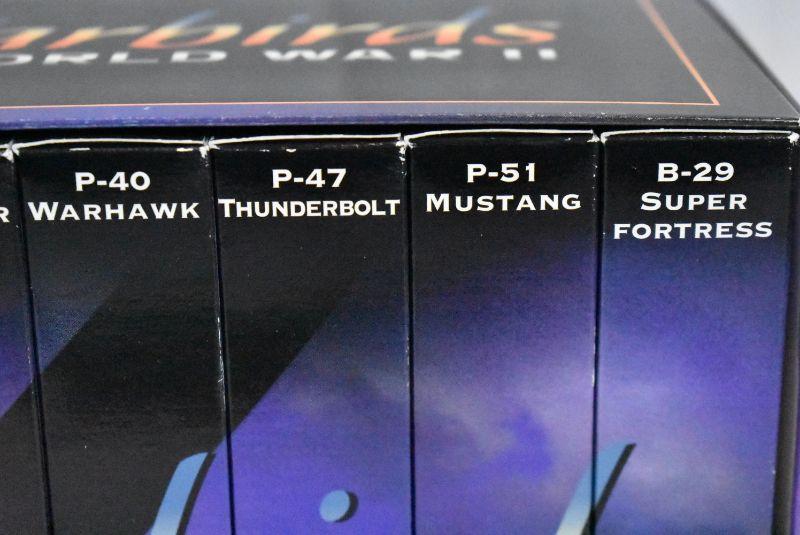 WORLD WAR II
P-40
WARHAWK
P-47
THUNDERBOLT
P-51
MUSTANG
B-29
SUPER
FORTRESS